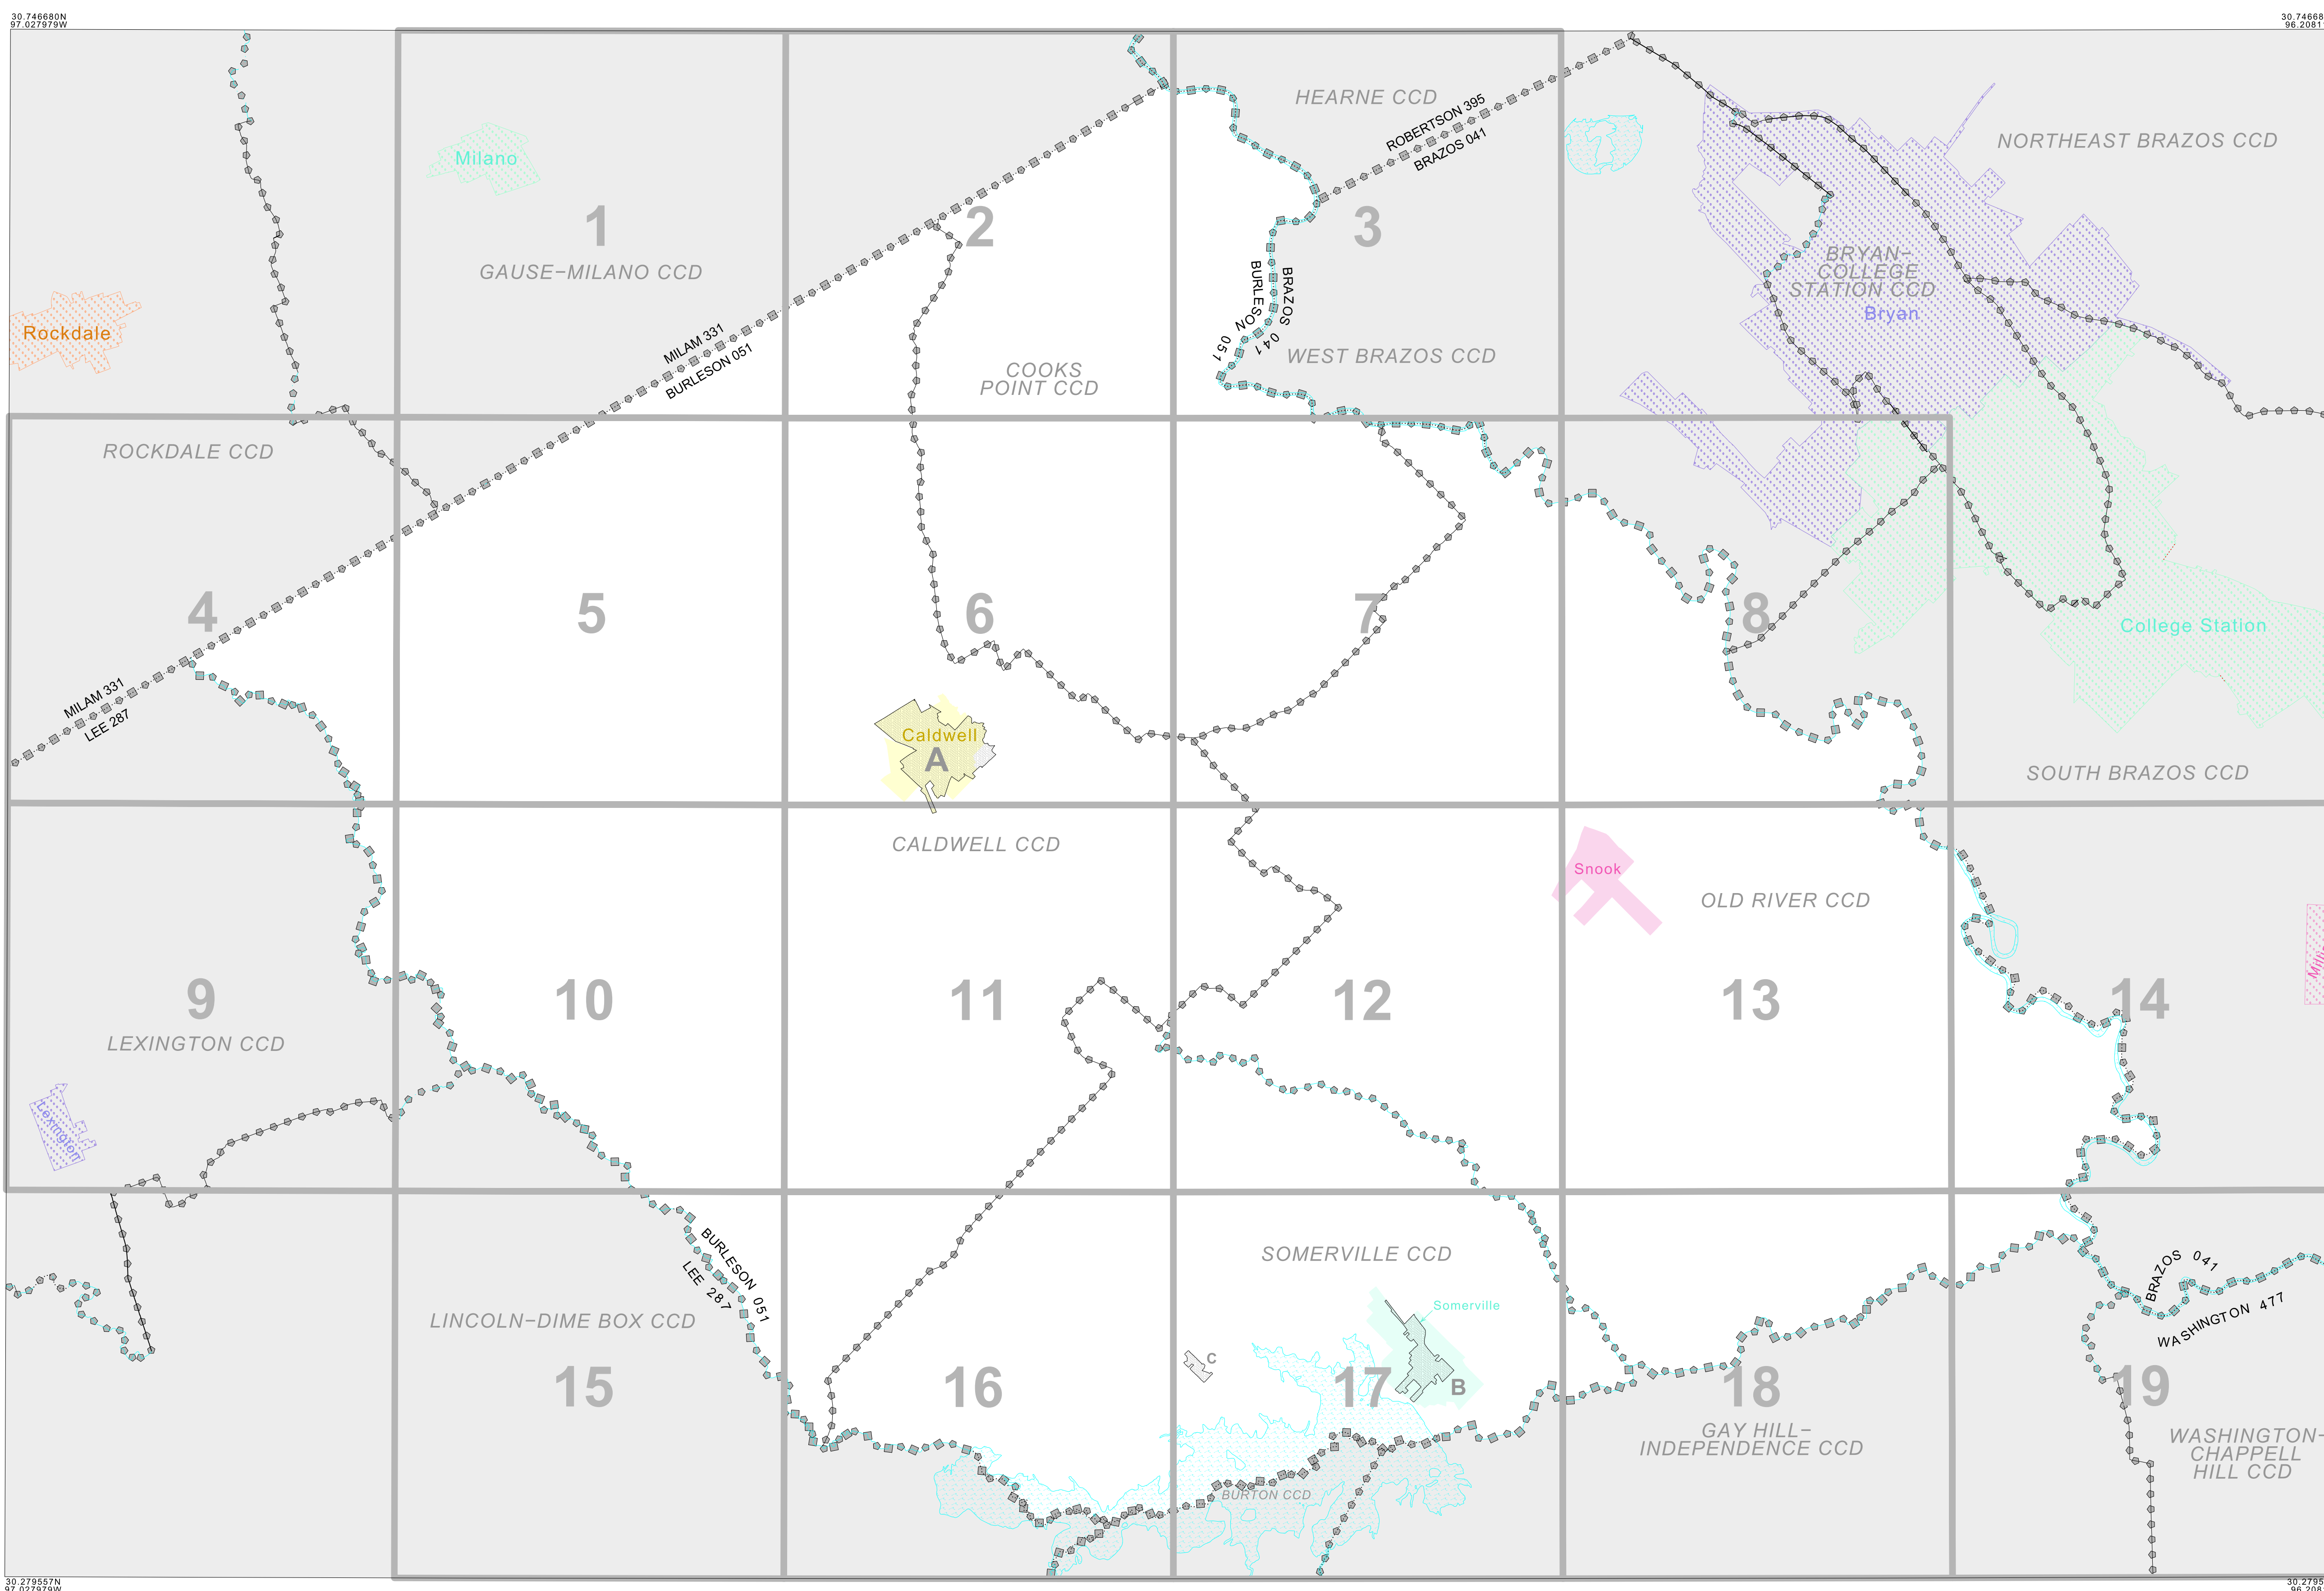 30.746680N
97.027979W
30.74668
96.2081
HEARNE CCD
ROBERTSON 395
BRAZOS 041
NORTHEAST BRAZOS CCD
Milano
1
2
3
GAUSE-MILANO CCD
BRYAN-
COLLEGE
STATION CCD
Bryan
Rockdale
MILAM 331
BURLESON 051
BURLESON 051
BRAZOS 041
COOKS
POINT CCD
WEST BRAZOS CCD
ROCKDALE CCD
4
5
6
7
8
College Station
MILAM 331
LEE 287
Caldwell
A
SOUTH BRAZOS CCD
CALDWELL CCD
Snook
OLD RIVER CCD
9
10
11
12
13
14
LEXINGTON CCD
Lexington
BURLESON 051
LEE 287
SOMERVILLE CCD
BRAZOS 041
WASHINGTON 477
LINCOLN-DIME BOX CCD
Somerville
C
B
15
16
17
18
19
GAY HILL-
INDEPENDENCE CCD
WASHINGTON-
CHAPPELL
HILL CCD
BURTON CCD
30.279557N
97.027979W
30.2795
96.208